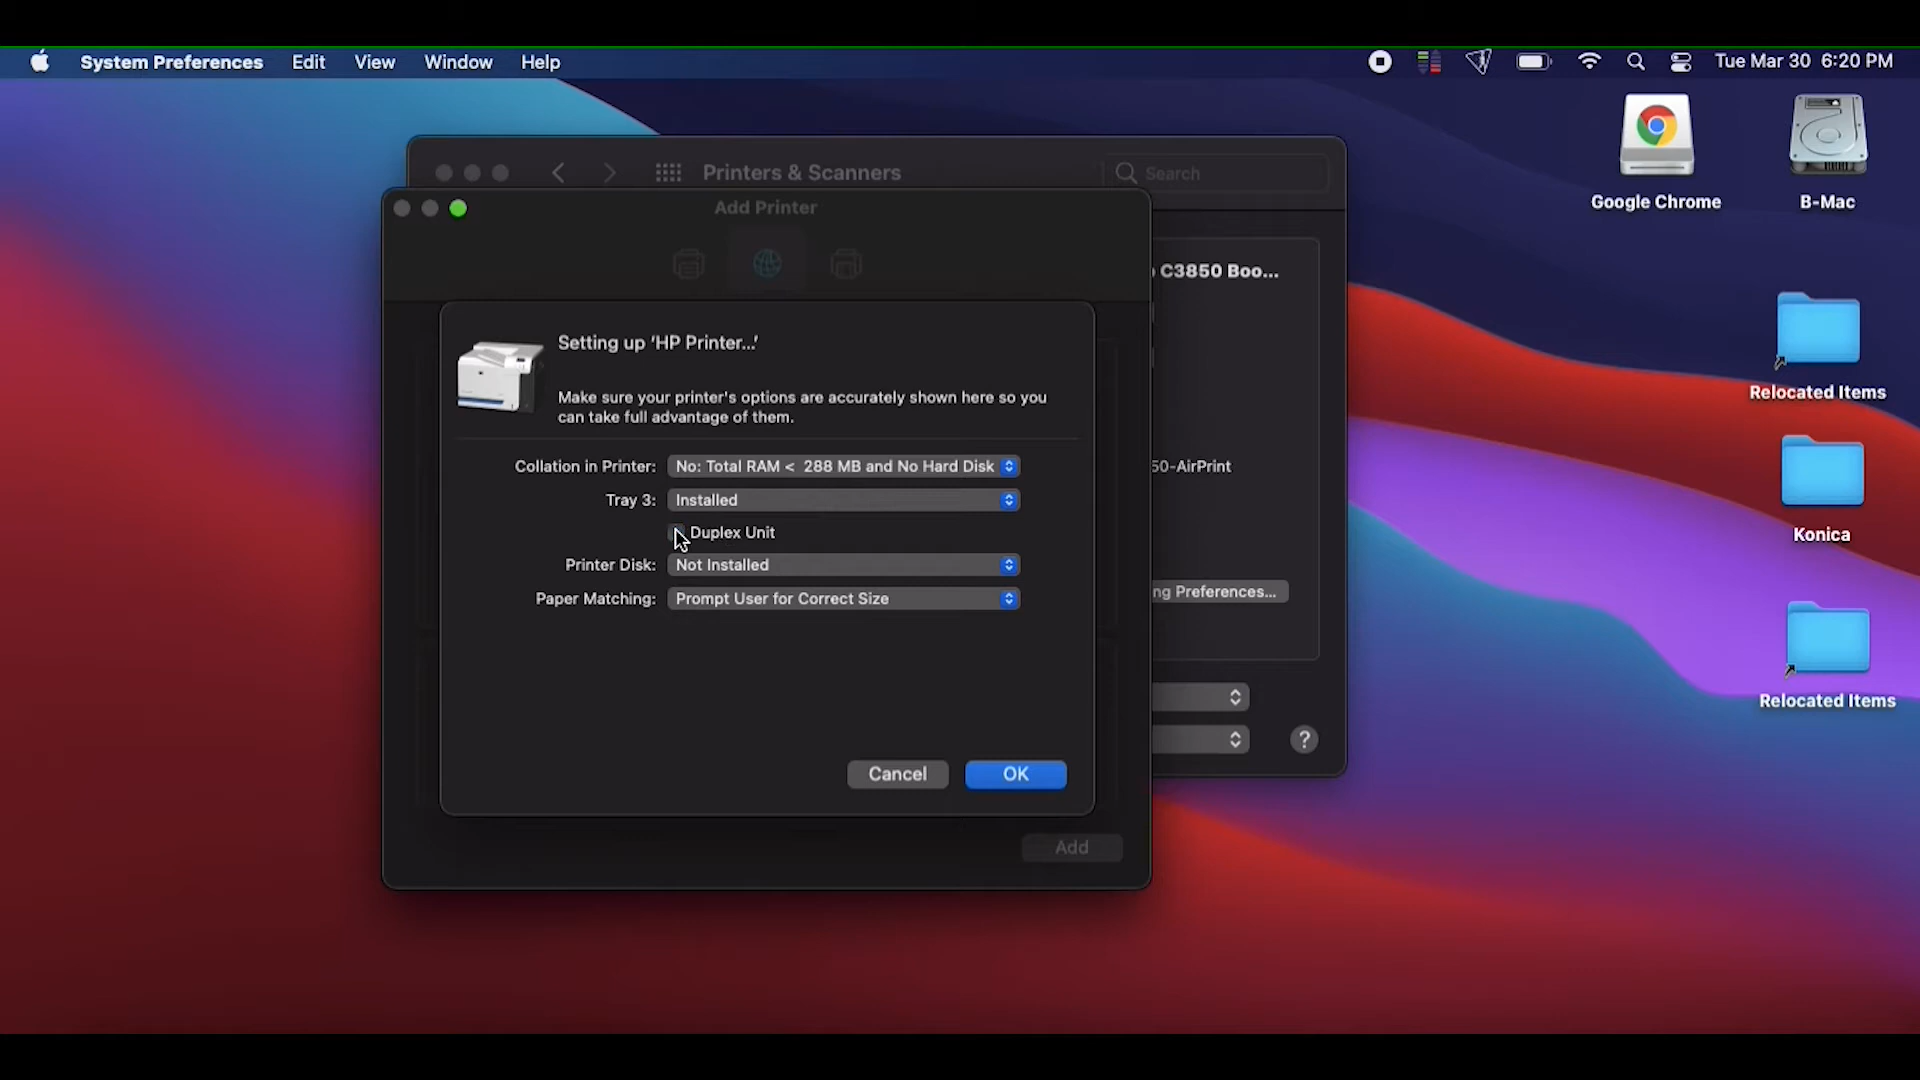 System Preferences Edit View Window Help
Tue Mar 30 6:20 PM
Google Chrome
B-Mac
Relocated Items
Konica
Relocated Items
Printers & Scanners
Search
C3850 Boo...
50-AirPrint
ng Preferences...
?
Add Printer
Setting up ‘HP Printer...’
Make sure your printer's options are accurately shown here so you
can take full advantage of them.
Collation in Printer: No: Total RAM < 288 MB and No Hard Disk
Tray 3: Installed
Duplex Unit
Printer Disk: Not Installed
Paper Matching: Prompt User for Correct Size
Cancel OK
Add